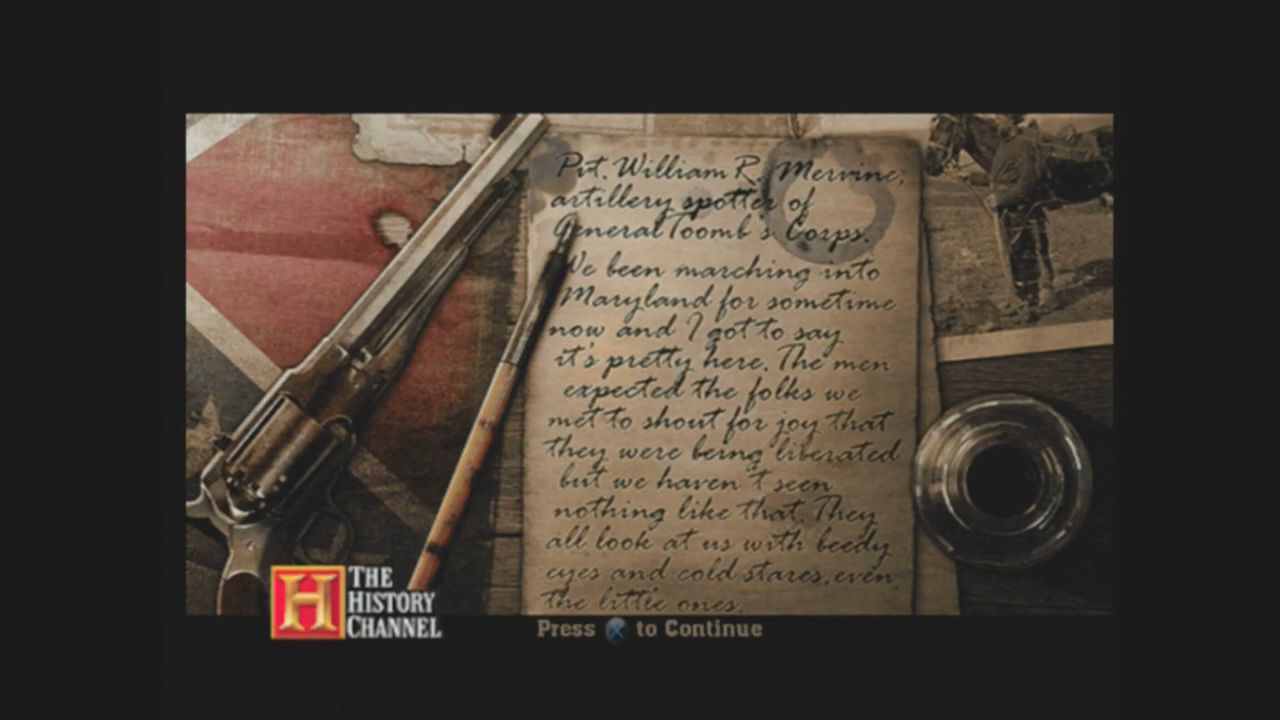 Pvt. William R. Mervine,
artillery spotter of
General Toomb's Corps.
We been marching into
Maryland for sometime
now and I got to say
it's pretty here. The men
expected the folks we
met to shout for joy that
they were being liberated
but we haven't seen
nothing like that. They
all look at us with beedy
eyes and cold stares, even
the little ones.
H
THE
HISTORY
CHANNEL
Press X to Continue